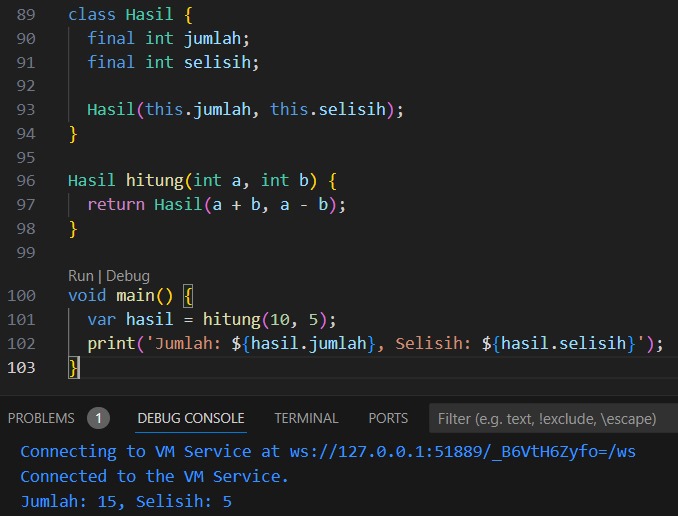 89 class Hasil {
90   final int jumlah;
91   final int selisih;
92
93   Hasil(this.jumlah, this.selisih);
94 }
95
96 Hasil hitung(int a, int b) {
97   return Hasil(a + b, a - b);
98 }
99
Run | Debug
100 void main() {
101   var hasil = hitung(10, 5);
102   print('Jumlah: ${hasil.jumlah}, Selisih: ${hasil.selisih}');
103 }
PROBLEMS 1 DEBUG CONSOLE TERMINAL PORTS Filter (e.g. text, !exclude, \escape)
Connecting to VM Service at ws://127.0.0.1:51889/_B6VtH6Zyfo=/ws
Connected to the VM Service.
Jumlah: 15, Selisih: 5